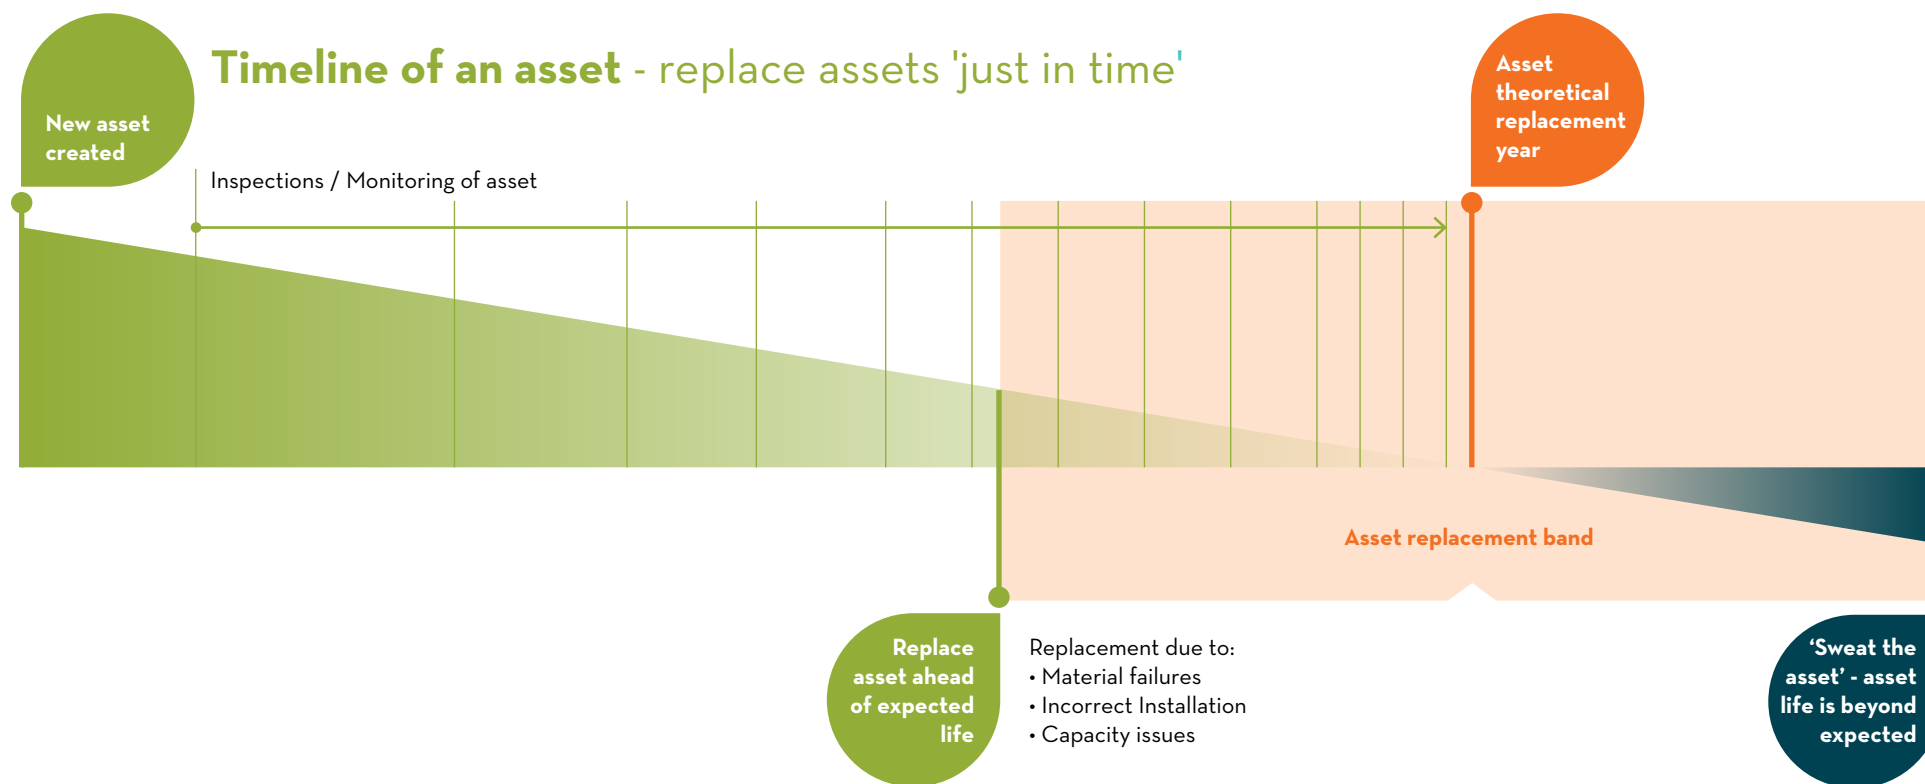 Timeline of an asset - replace assets 'just in time'
New asset
created
Inspections / Monitoring of asset
Asset
theoretical
replacement
year
Asset replacement band
Replace
asset ahead
of expected
life
Replacement due to:
• Material failures
• Incorrect Installation
• Capacity issues
‘Sweat the
asset’ - asset
life is beyond
expected